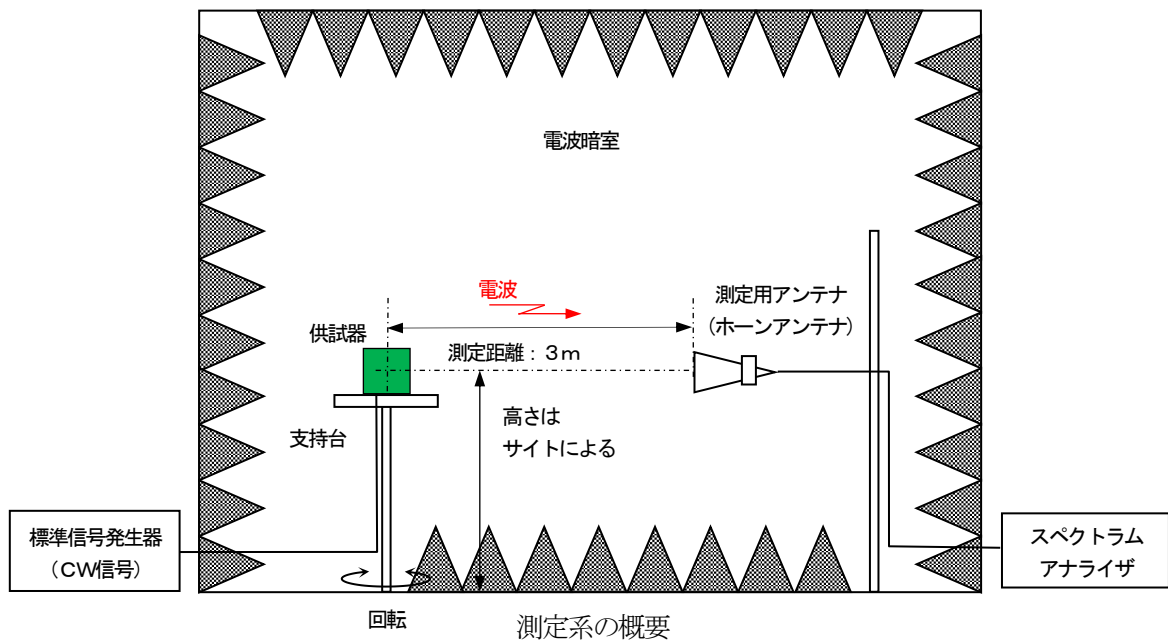 電波暗室
電波
測定用アンテナ
（ホーンアンテナ）
供試器
測定距離：３ｍ
支持台
高さは
サイトによる
標準信号発生器
（CW信号）
スペクトラム
アナライザ
回転
測定系の概要